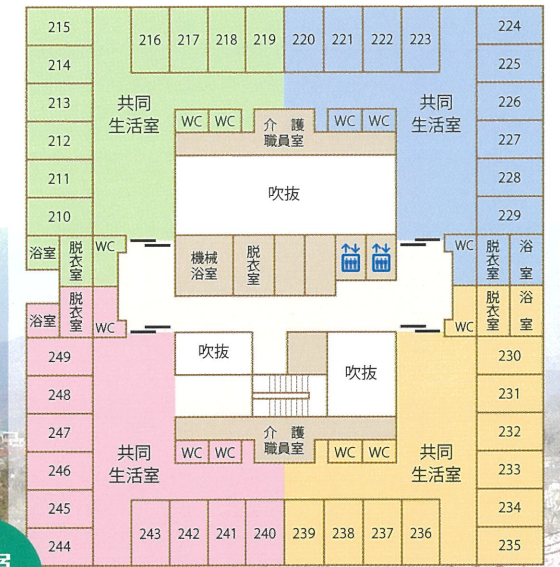 215
216
217
218
219
220
221
222
223
224
214
225
213
226
共同
生活室
共同
生活室
212
227
WC
WC
介 護
職員室
WC
WC
211
228
吹抜
210
229
浴室
脱衣室
WC
機械
浴室
脱衣室
WC
脱衣室
浴室
浴室
脱衣室
WC
WC
脱衣室
浴室
249
吹抜
吹抜
230
248
231
247
232
介 護
職員室
WC
WC
WC
WC
共同
生活室
共同
生活室
246
233
245
234
244
243
242
241
240
239
238
237
236
235